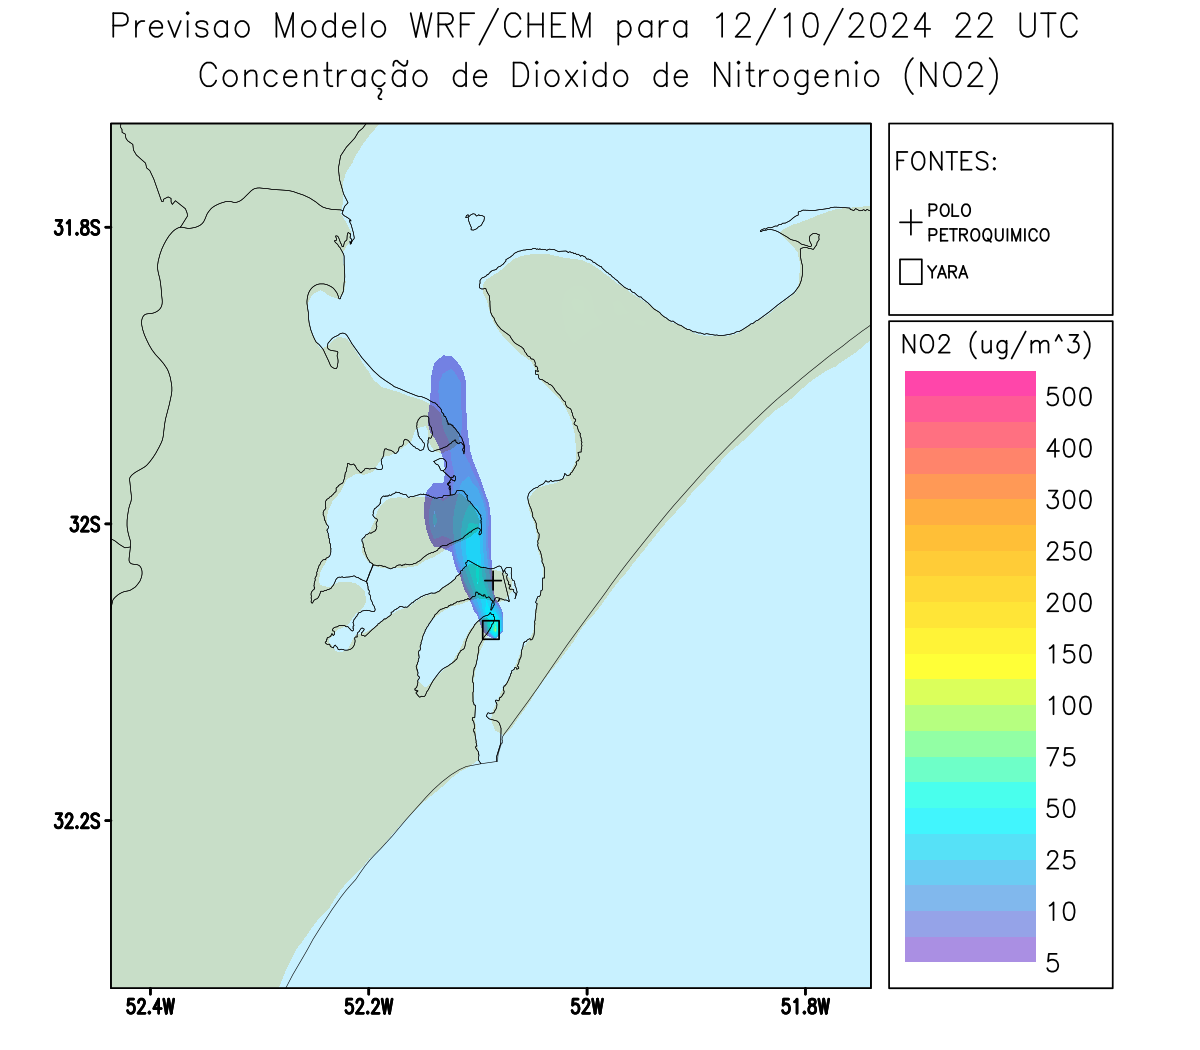 Previsao Modelo WRF/CHEM para 12/10/2024 22 UTC
Concentração de Dioxido de Nitrogenio (NO2)
FONTES:
POLO
PETROQUIMICO
YARA
NO2 (ug/m^3)
500
400
300
250
200
150
100
75
50
25
10
5
31.8S
32S
32.2S
52.4W
52.2W
52W
51.8W